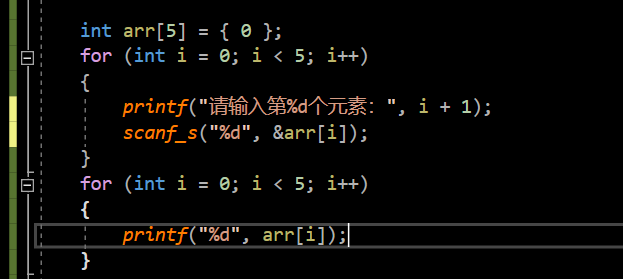 int arr[5] = { 0 };
for (int i = 0; i < 5; i++)
{
printf("请输入第%d个元素：", i + 1);
scanf_s("%d", &arr[i]);
}
for (int i = 0; i < 5; i++)
{
printf("%d", arr[i]);
}